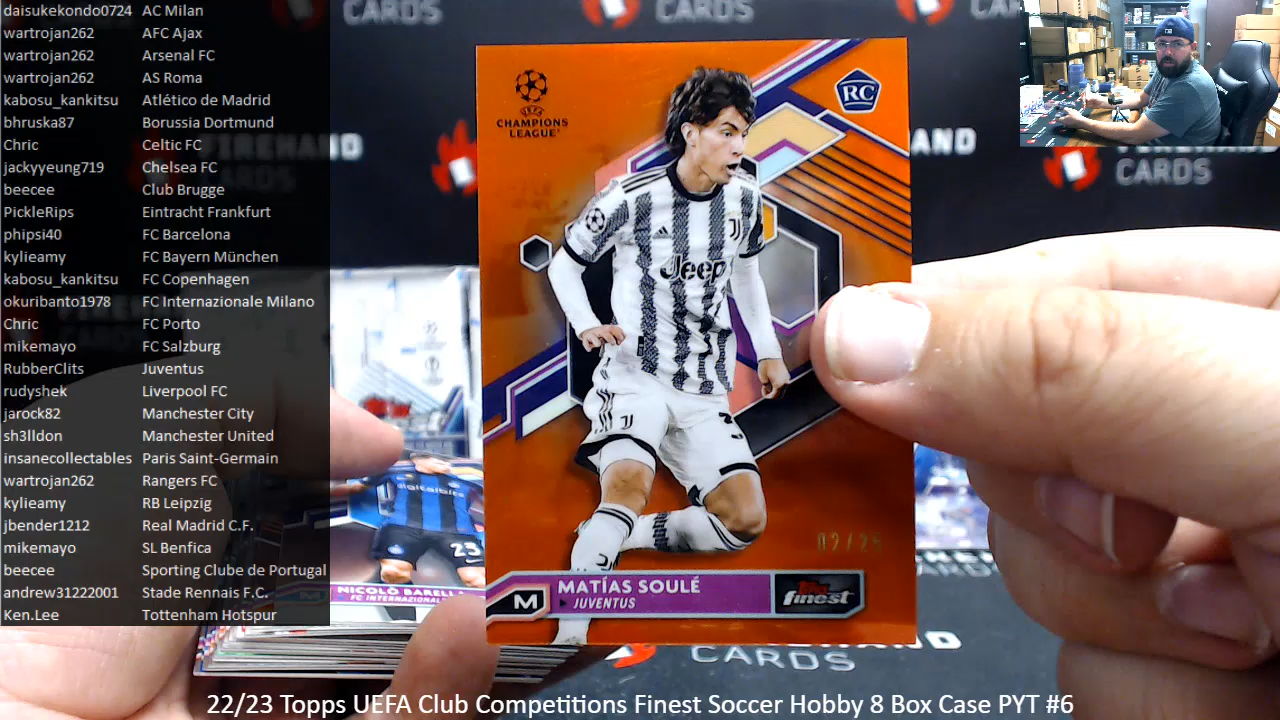 daisukekondo0724 AC Milan
wartrojan262 AFC Ajax
wartrojan262 Arsenal FC
wartrojan262 AS Roma
kabosu_kankitsu Atlético de Madrid
bhruska87 Borussia Dortmund
Chric Celtic FC
jackyyeung719 Chelsea FC
beecee Club Brugge
PickleRips Eintracht Frankfurt
phipsi40 FC Barcelona
kylieamy FC Bayern München
kabosu_kankitsu FC Copenhagen
okuribanto1978 FC Internazionale Milano
Chric FC Porto
mikemayo FC Salzburg
RubberClits Juventus
rudyshek Liverpool FC
jarock82 Manchester City
sh3lldon Manchester United
insanecollectables Paris Saint-Germain
wartrojan262 Rangers FC
kylieamy RB Leipzig
jbender1212 Real Madrid C.F.
mikemayo SL Benfica
beecee Sporting Clube de Portugal
andrew31222001 Stade Rennais F.C.
Ken.Lee Tottenham Hotspur
CARDS
CARDS
CARDS
CARDS
UEFA
CHAMPIONS
LEAGUE
RC
Jeep
23
M NICOLÒ BARELLA
FC INTERNAZIONALE
M MATÍAS SOULÉ
JUVENTUS
Topps
finest
22/23 Topps UEFA Club Competitions Finest Soccer Hobby 8 Box Case PYT #6